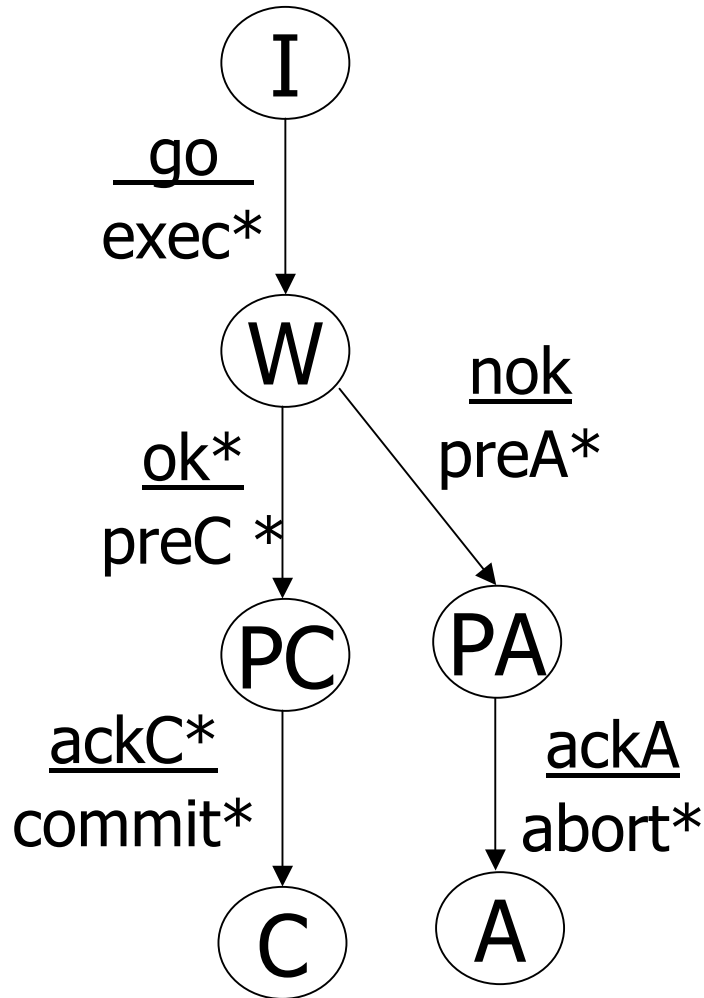 I
go
exec*
W
nok
preA*
ok*
preC *
PC
PA
ackC*
commit*
ackA
abort*
C
A